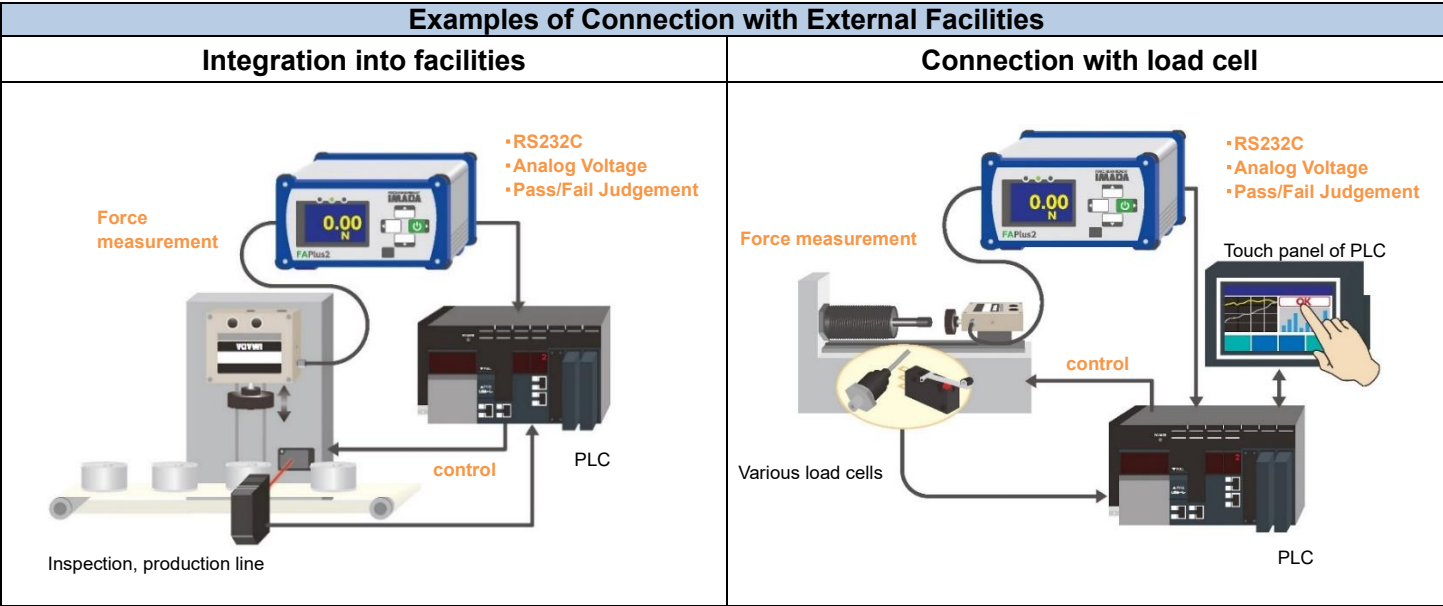 Examples of Connection with External Facilities
Integration into facilities
Connection with load cell
・RS232C
・Analog Voltage
・Pass/Fail Judgement
Force
measurement
IMADA
0.00
N
FAPlus2
IMADA
control
PLC
Inspection, production line
・RS232C
・Analog Voltage
・Pass/Fail Judgement
Force measurement
IMADA
0.00
N
FAPlus2
Touch panel of PLC
OK
control
Various load cells
PLC